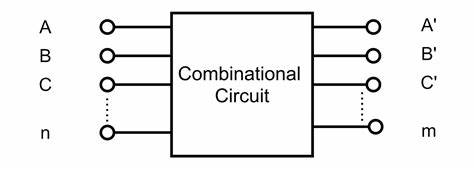 A A'
B B'
C C'
Combinational
Circuit
n m